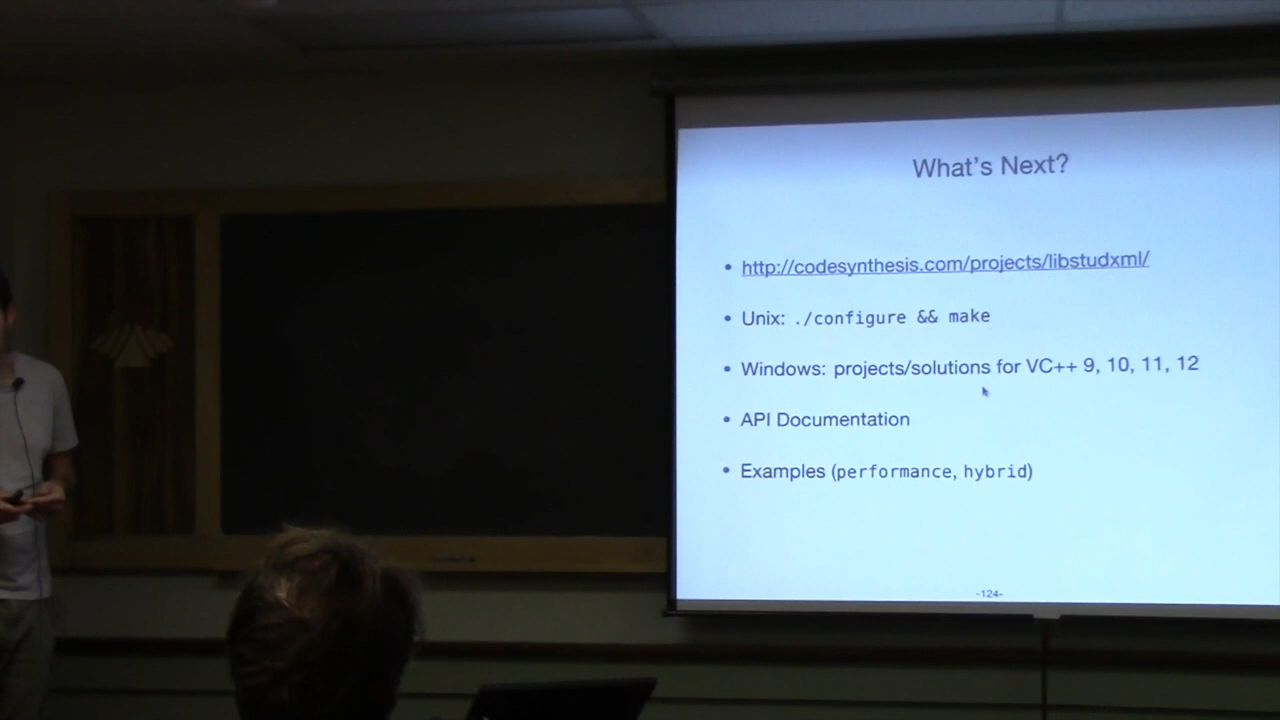 What's Next?
• http://codesynthesis.com/projects/libstudxml/
• Unix: ./configure && make
• Windows: projects/solutions for VC++ 9, 10, 11, 12
• API Documentation
• Examples (performance, hybrid)
-124-